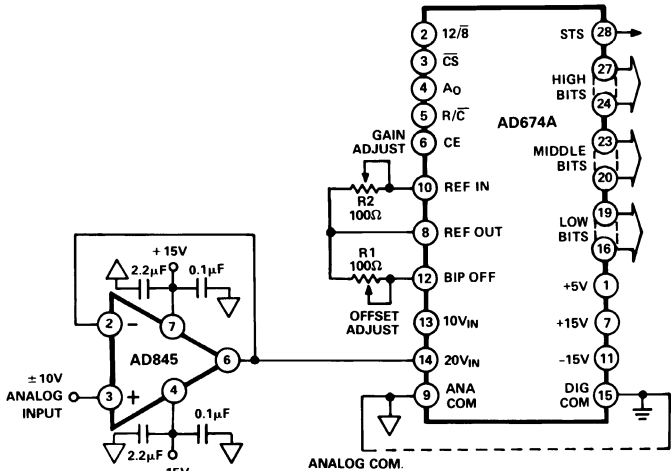 2 12/8̅
STS 28
3 C̅S̅
27
HIGH
BITS
4 A₀
24
5 R/C̅
AD674A
GAIN
ADJUST
6 CE
23
MIDDLE
BITS
20
R2
100Ω
10 REF IN
19
LOW
BITS
8 REF OUT
16
R1
100Ω
12 BIP OFF
+5V 1
OFFSET
ADJUST
13 10VIN
+15V 7
14 20VIN
-15V 11
9 ANA
COM
DIG
COM 15
ANALOG COM.
+15V
2.2μF
0.1μF
2 −
7
AD845
6
±10V
ANALOG
INPUT
3 +
4
0.1μF
2.2μF
-15V